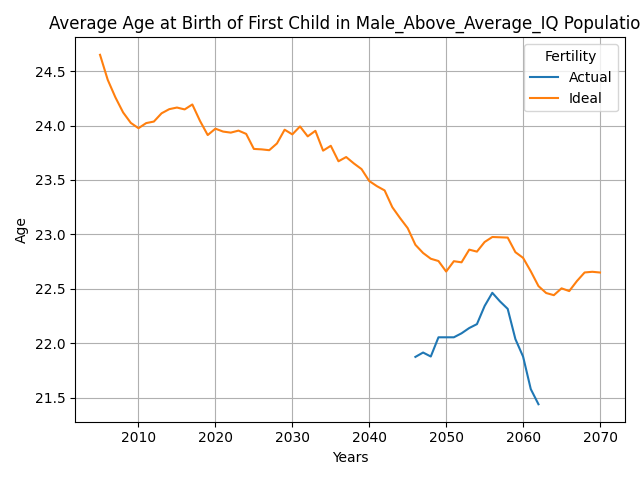 Average Age at Birth of First Child in Male_Above_Average_IQ Populatio
Fertility
Actual
Ideal
Age
24.5
24.0
23.5
23.0
22.5
22.0
21.5
2010 2020 2030 2040 2050 2060 2070
Years